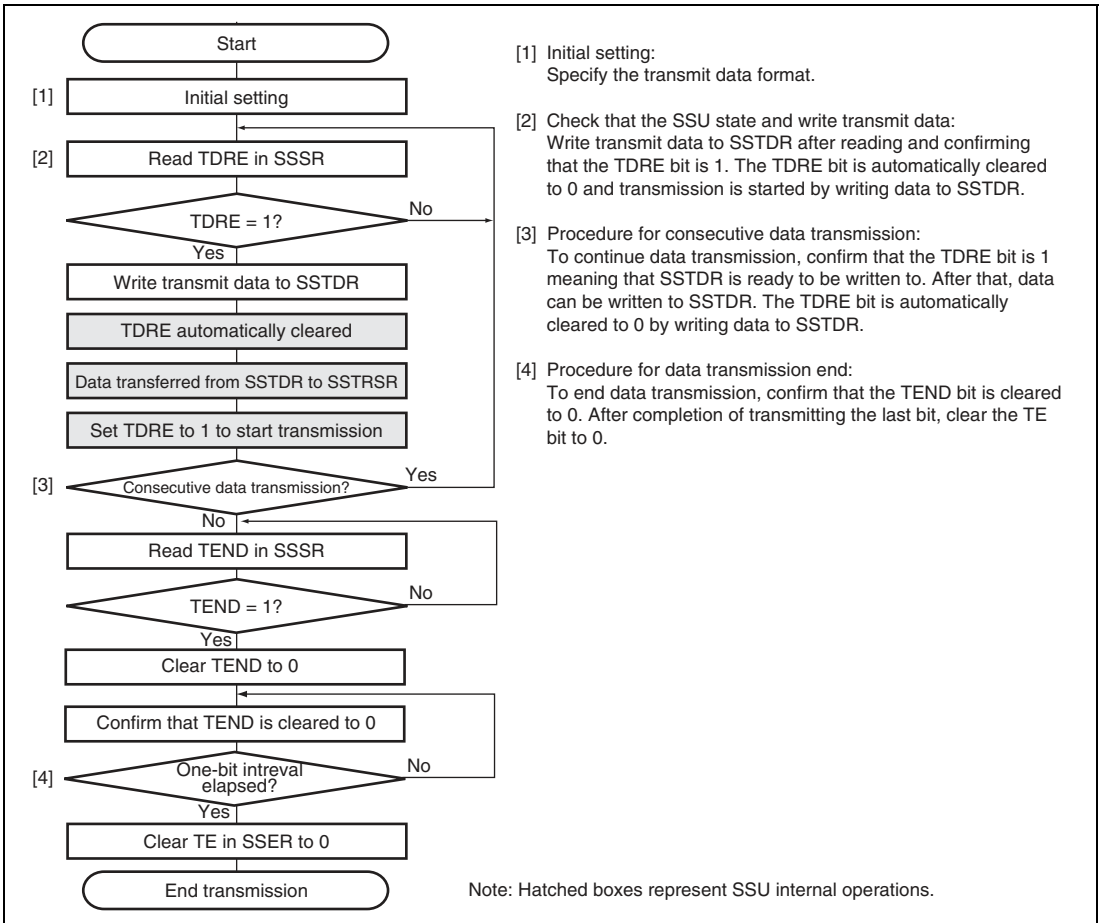 Start
[1] Initial setting
[2] Read TDRE in SSSR
TDRE = 1?
No
Yes
Write transmit data to SSTDR
TDRE automatically cleared
Data transferred from SSTDR to SSTRSR
Set TDRE to 1 to start transmission
[3] Consecutive data transmission?
Yes
No
Read TEND in SSSR
TEND = 1?
No
Yes
Clear TEND to 0
Confirm that TEND is cleared to 0
[4] One-bit intreval
elapsed?
No
Yes
Clear TE in SSER to 0
End transmission
[1] Initial setting:
Specify the transmit data format.
[2] Check that the SSU state and write transmit data:
Write transmit data to SSTDR after reading and confirming
that the TDRE bit is 1. The TDRE bit is automatically cleared
to 0 and transmission is started by writing data to SSTDR.
[3] Procedure for consecutive data transmission:
To continue data transmission, confirm that the TDRE bit is 1
meaning that SSTDR is ready to be written to. After that, data
can be written to SSTDR. The TDRE bit is automatically
cleared to 0 by writing data to SSTDR.
[4] Procedure for data transmission end:
To end data transmission, confirm that the TEND bit is cleared
to 0. After completion of transmitting the last bit, clear the TE
bit to 0.
Note: Hatched boxes represent SSU internal operations.